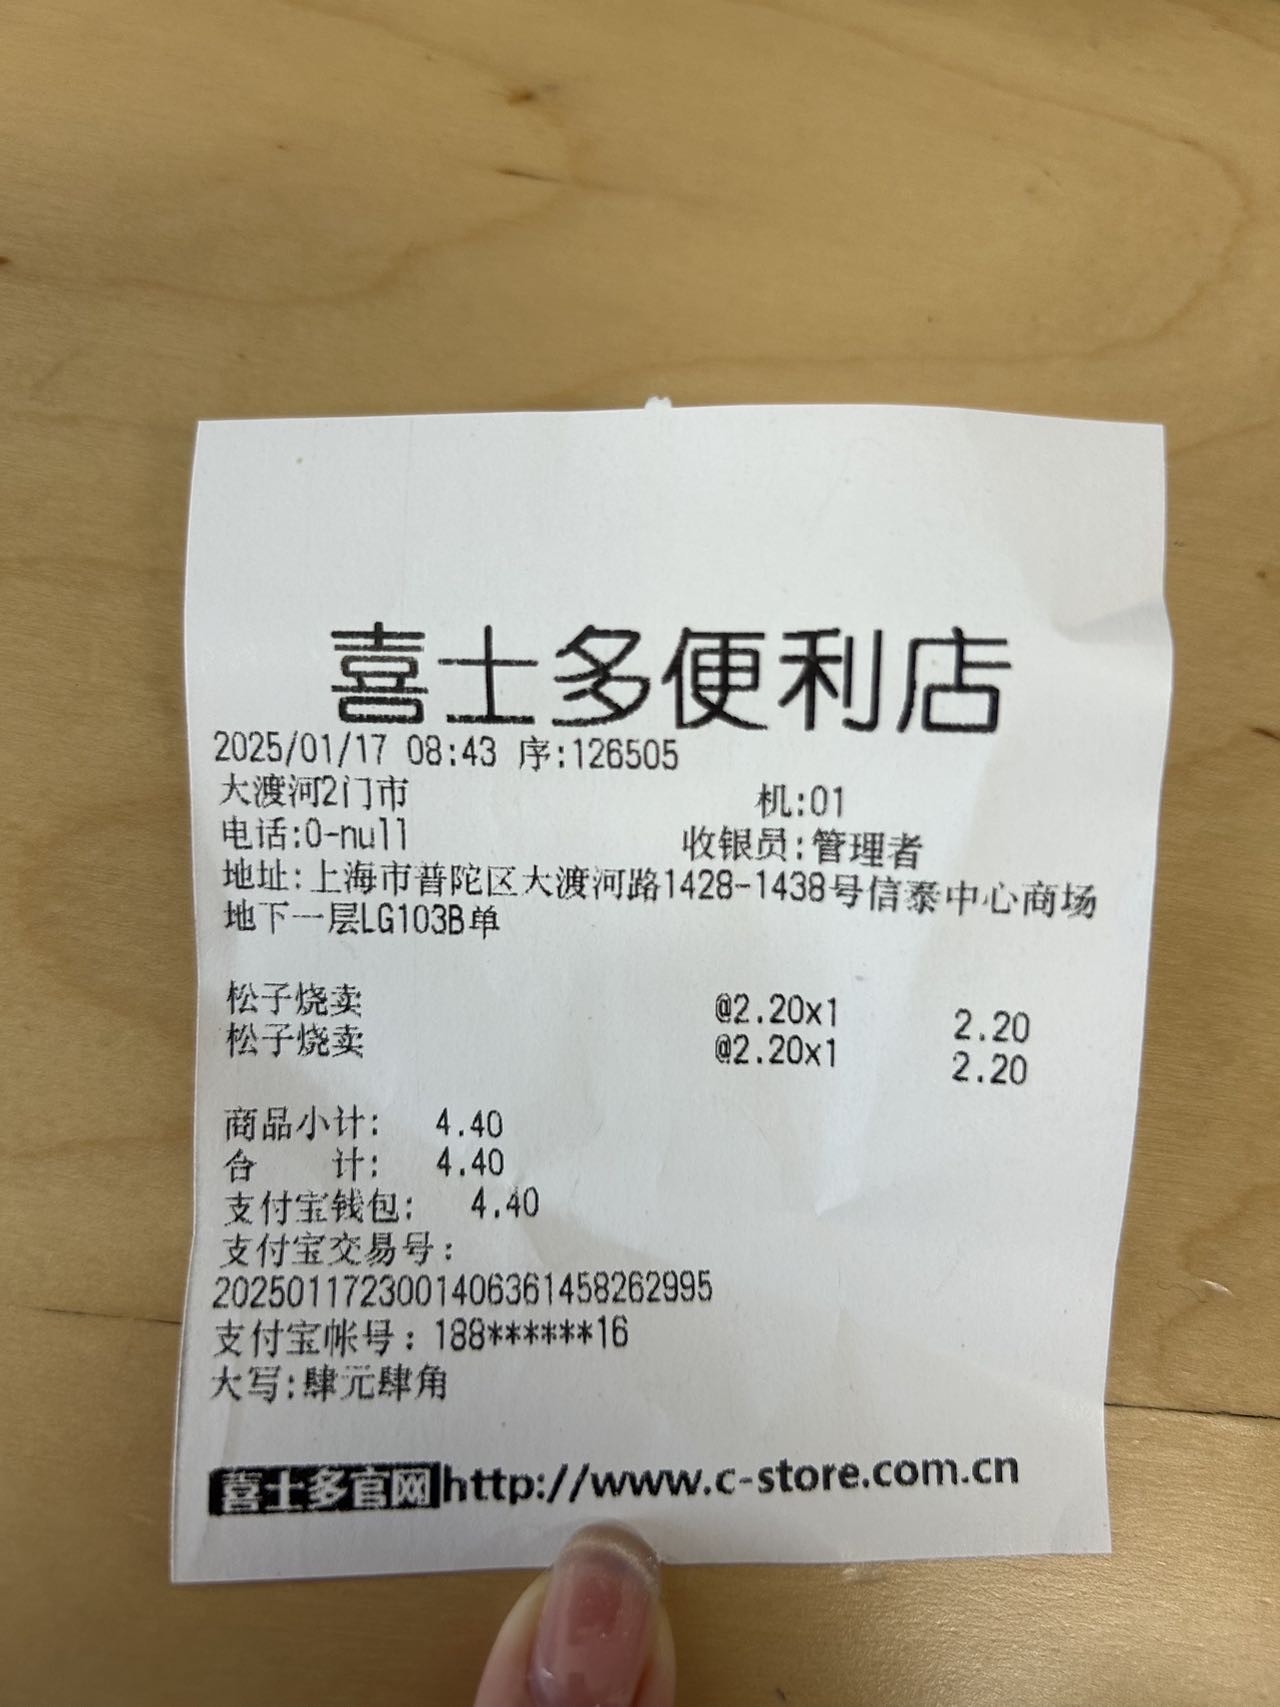 喜士多便利店
2025/01/17 08:43 序:126505
大渡河2门市 机:01
电话:0-null 收银员:管理者
地址:上海市普陀区大渡河路1428-1438号信泰中心商场
地下一层LG103B单
松子烧卖 @2.20x1 2.20
松子烧卖 @2.20x1 2.20
商品小计: 4.40
合 计: 4.40
支付宝钱包: 4.40
支付宝交易号:
2025011723001406361458262995
支付宝帐号:188******16
大写:肆元肆角
喜士多官网http://www.c-store.com.cn